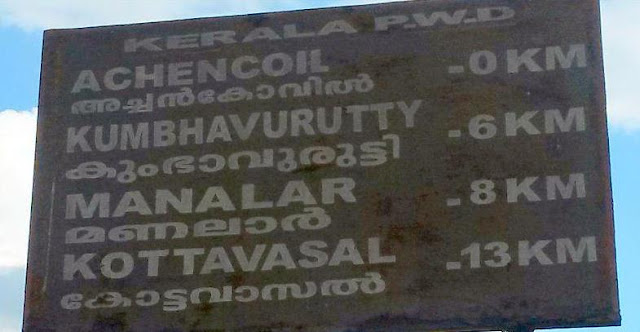 KERALA P.W.D
ACHENCOIL -0 KM
അച്ചൻകോവിൽ
KUMBHAVURUTTY -6 KM
കുംഭാവുരുട്ടി
MANALAR -8 KM
മണലാർ
KOTTAVASAL -13 KM
കോട്ടവാസൽ